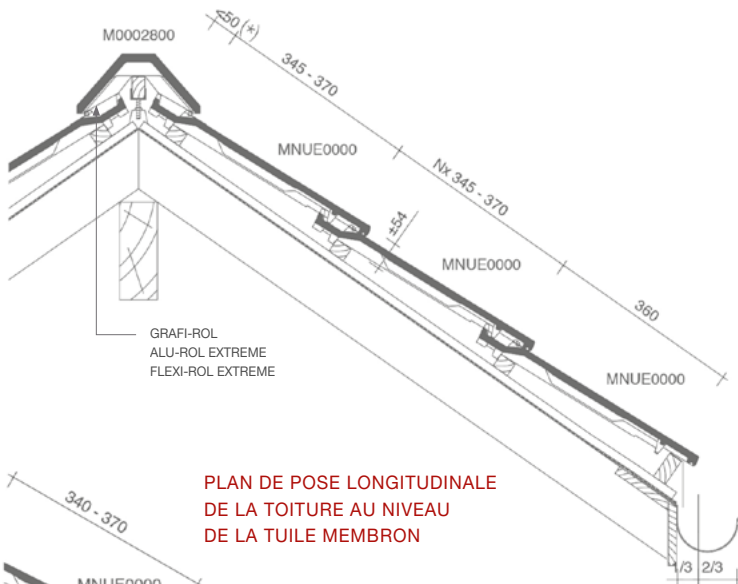 M0002800
<50 (*)
345 - 370
MNUE0000
Nx 345 - 370
±54
MNUE0000
360
MNUE0000
GRAFI-ROL
ALU-ROL EXTREME
FLEXI-ROL EXTREME
PLAN DE POSE LONGITUDINALE
DE LA TOITURE AU NIVEAU
DE LA TUILE MEMBRON
340 - 370
1/3 2/3
MNUE0000